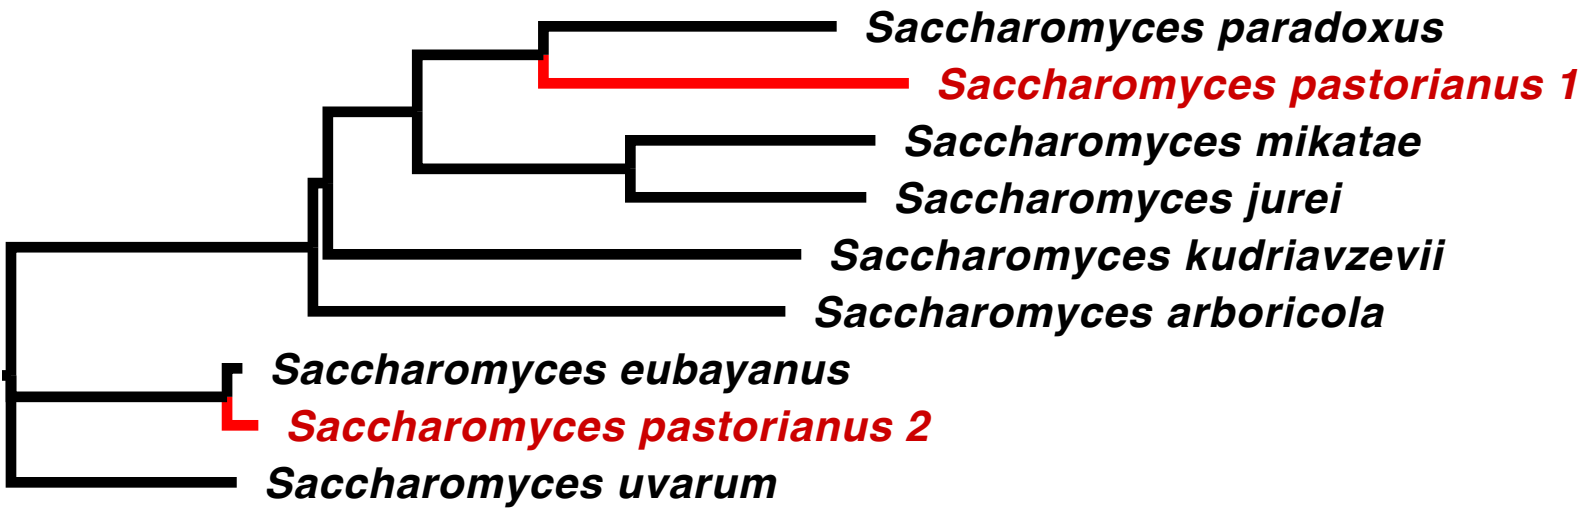 Saccharomyces paradoxus
Saccharomyces pastorianus 1
Saccharomyces mikatae
Saccharomyces jurei
Saccharomyces kudriavzevii
Saccharomyces arboricola
Saccharomyces eubayanus
Saccharomyces pastorianus 2
Saccharomyces uvarum